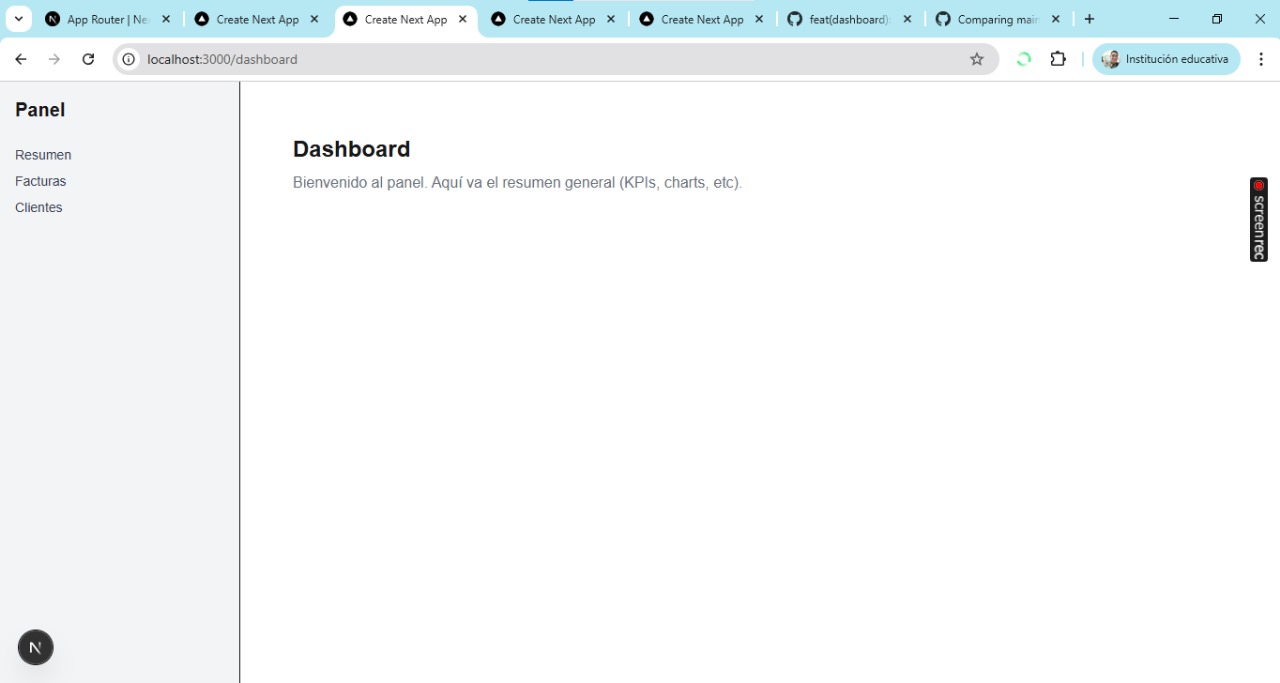 App Router | Ne
Create Next App
Create Next App
Create Next App
Create Next App
feat(dashboard):
Comparing mair
localhost:3000/dashboard
Institución educativa
Panel
Resumen
Facturas
Clientes
Dashboard
Bienvenido al panel. Aquí va el resumen general (KPIs, charts, etc).
screenrec
N